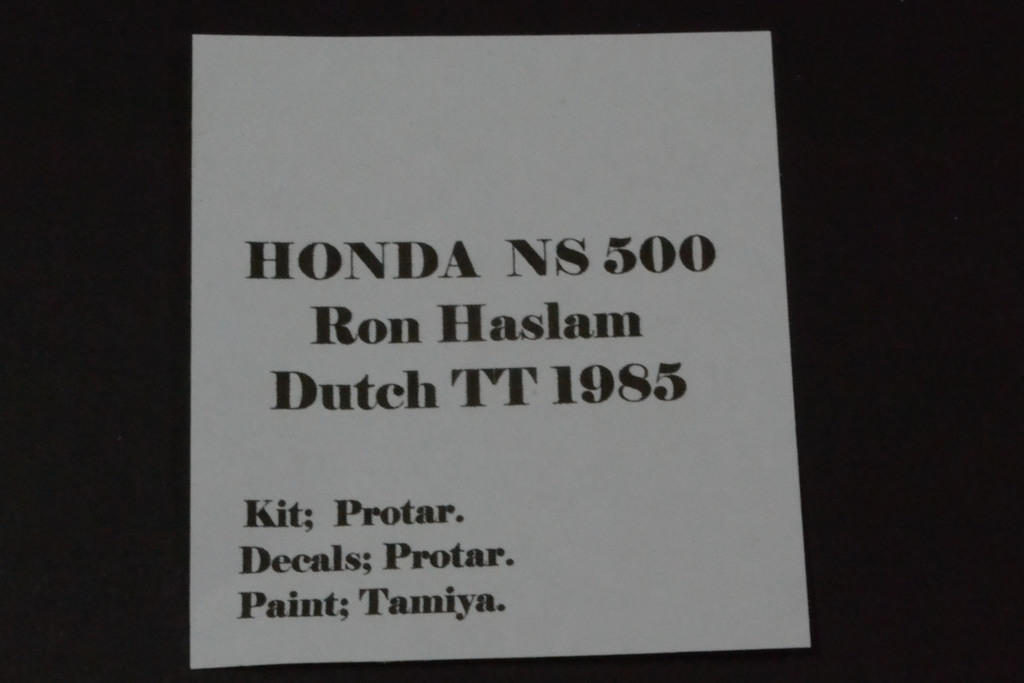 HONDA NS 500
Ron Haslam
Dutch TT 1985
Kit; Protar.
Decals; Protar.
Paint; Tamiya.